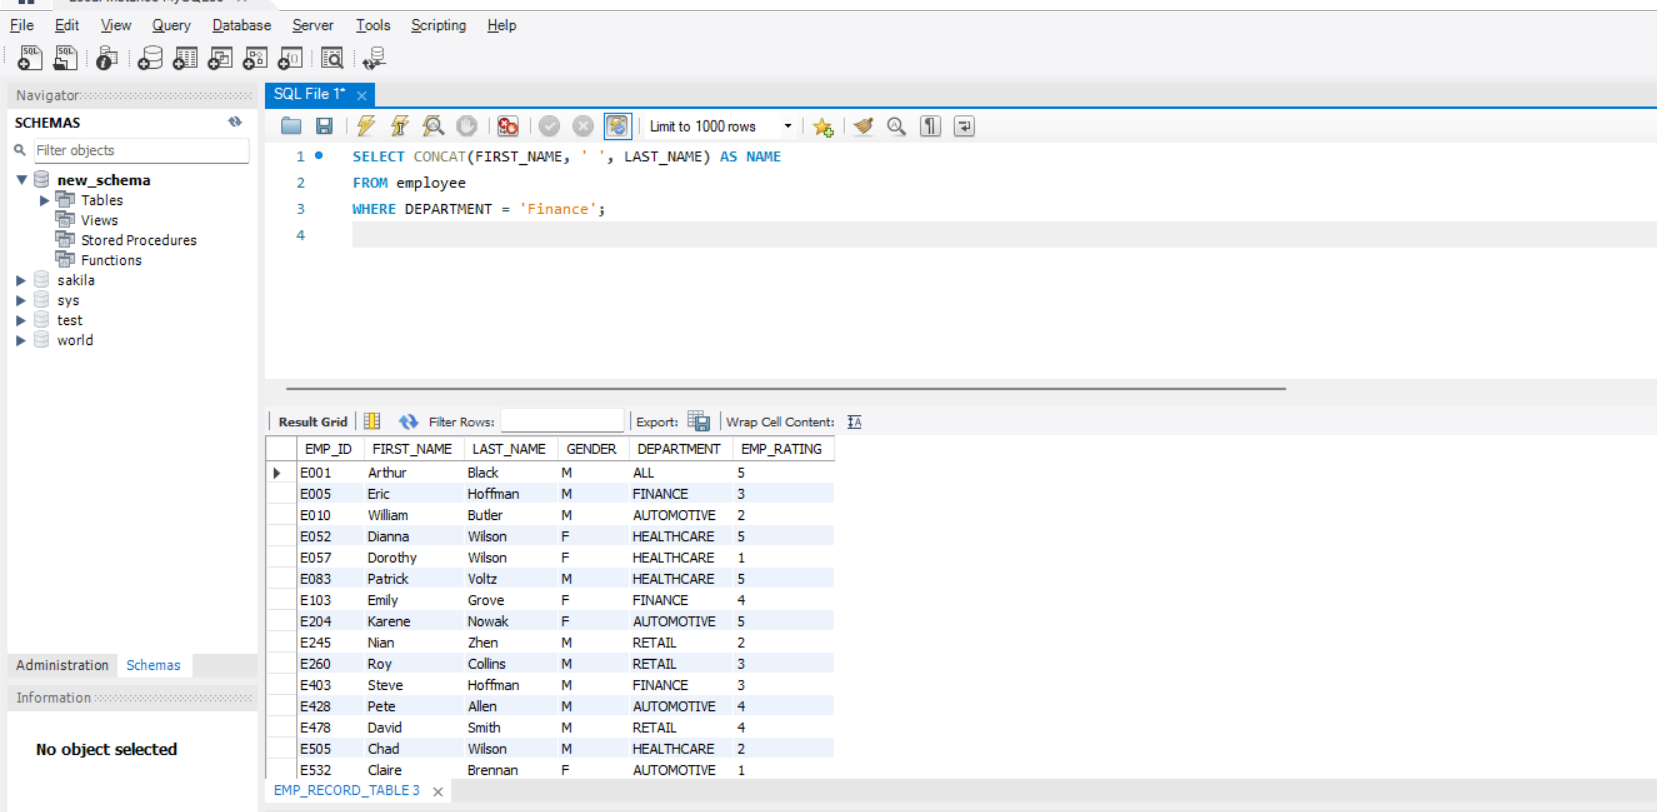 File Edit View Query Database Server Tools Scripting Help
Navigator
SCHEMAS
Filter objects
new_schema
Tables
Views
Stored Procedures
Functions
sakila
sys
test
world
Administration Schemas
Information
No object selected
SQL File 1*
Limit to 1000 rows
1 SELECT CONCAT(FIRST_NAME, ' ', LAST_NAME) AS NAME
2 FROM employee
3 WHERE DEPARTMENT = 'Finance';
4
Result Grid Filter Rows: Export: Wrap Cell Content:
EMP_ID FIRST_NAME LAST_NAME GENDER DEPARTMENT EMP_RATING
E001 Arthur Black M ALL 5
E005 Eric Hoffman M FINANCE 3
E010 William Butler M AUTOMOTIVE 2
E052 Dianna Wilson F HEALTHCARE 5
E057 Dorothy Wilson F HEALTHCARE 1
E083 Patrick Voltz M HEALTHCARE 5
E103 Emily Grove F FINANCE 4
E204 Karene Nowak F AUTOMOTIVE 5
E245 Nian Zhen M RETAIL 2
E260 Roy Collins M RETAIL 3
E403 Steve Hoffman M FINANCE 3
E428 Pete Allen M AUTOMOTIVE 4
E478 David Smith M RETAIL 4
E505 Chad Wilson M HEALTHCARE 2
E532 Claire Brennan F AUTOMOTIVE 1
EMP_RECORD_TABLE 3